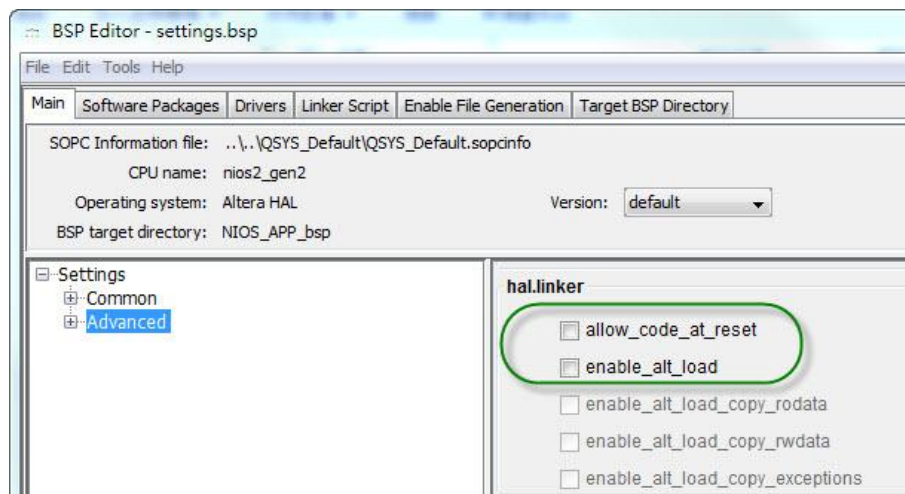 BSP Editor - settings.bsp
File Edit Tools Help
Main Software Packages Drivers Linker Script Enable File Generation Target BSP Directory
SOPC Information file: ..\..\QSYS_Default\QSYS_Default.sopcinfo
CPU name: nios2_gen2
Operating system: Altera HAL Version: default
BSP target directory: NIOS_APP_bsp
Settings
Common
Advanced
hal.linker
allow_code_at_reset
enable_alt_load
enable_alt_load_copy_rodata
enable_alt_load_copy_rwdata
enable_alt_load_copy_exceptions